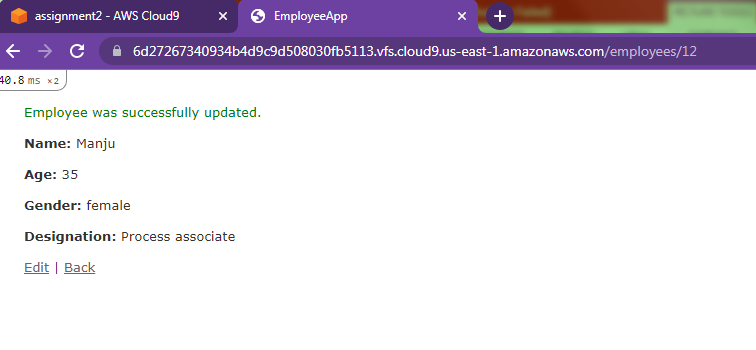 assignment2 - AWS Cloud9
EmployeeApp
6d27267340934b4d9c9d508030fb5113.vfs.cloud9.us-east-1.amazonaws.com/employees/12
40.8 ms ×2
Employee was successfully updated.
Name: Manju
Age: 35
Gender: female
Designation: Process associate
Edit | Back